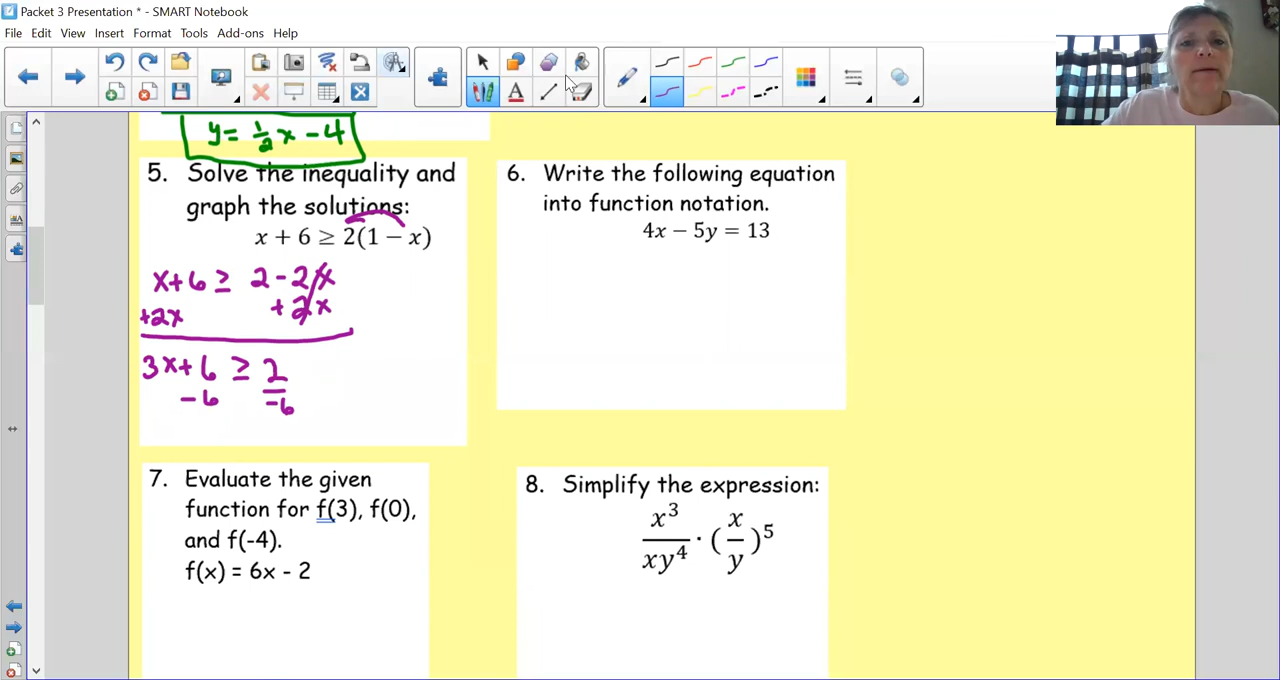 Packet 3 Presentation * - SMART Notebook
File Edit View Insert Format Tools Add-ons Help
y = 1/2 x - 4
5. Solve the inequality and
graph the solutions:
x + 6 ≥ 2(1 − x)
x+6 ≥ 2 - 2x
+2x + 2x
3x+6 ≥ 2
-6 -6
6. Write the following equation
into function notation.
4x − 5y = 13
7. Evaluate the given
function for f(3), f(0),
and f(-4).
f(x) = 6x - 2
8. Simplify the expression:
x³/xy⁴ · (x/y)⁵